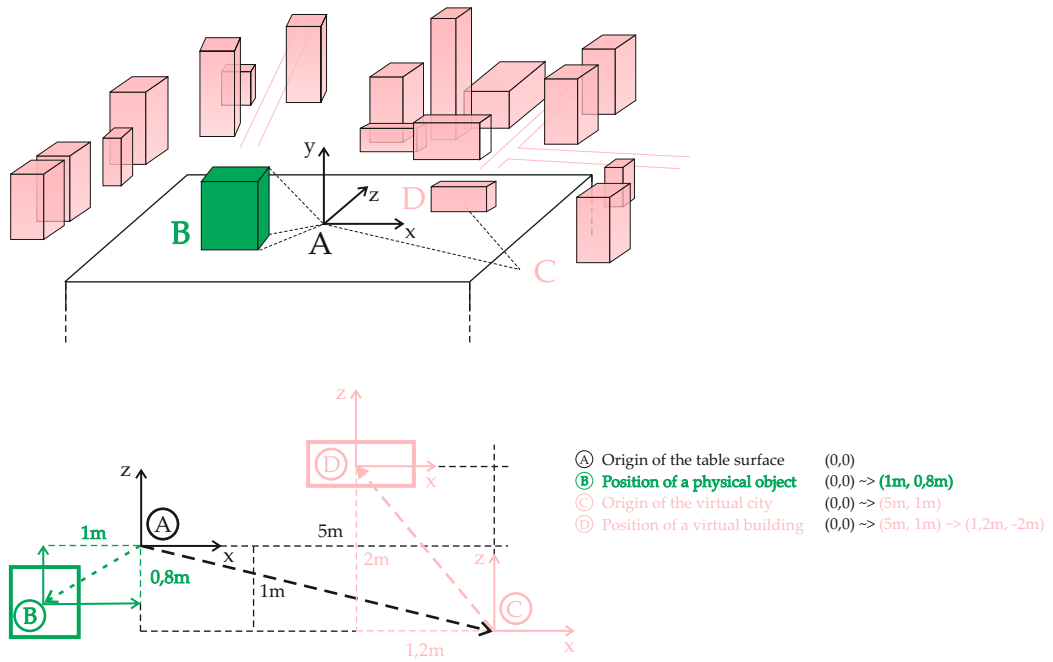 y
z
x
A
B
D
C
z
D
x
z
A
x
1m
5m
0,8m
1m
2m
z
B
C
x
1,2m
A Origin of the table surface (0,0)
B Position of a physical object (0,0) ~> (1m, 0,8m)
C Origin of the virtual city (0,0) ~> (5m, 1m)
D Position of a virtual building (0,0) ~> (5m, 1m) ~> (1,2m, -2m)